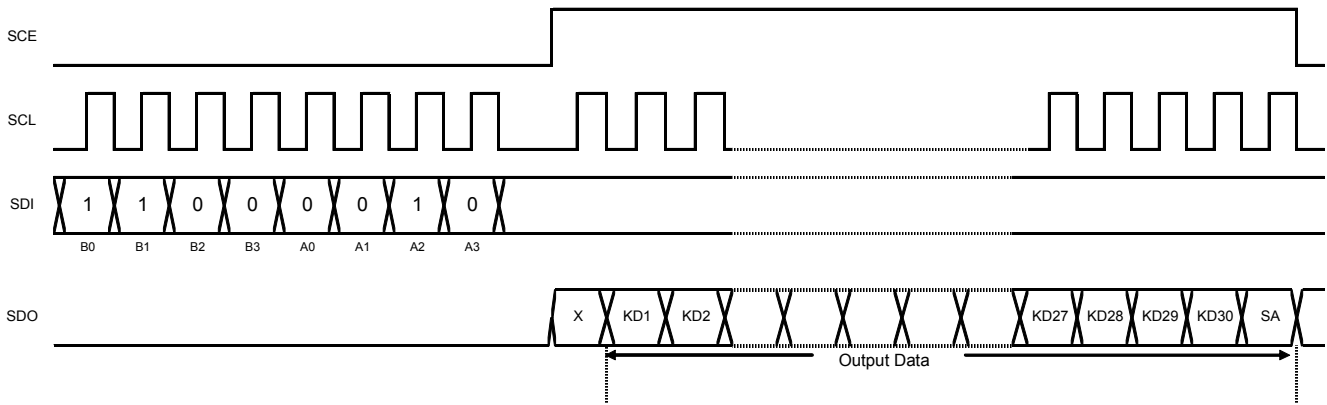 SCE
SCL
SDI 1 1 0 0 0 0 1 0
B0 B1 B2 B3 A0 A1 A2 A3
SDO X KD1 KD2 KD27 KD28 KD29 KD30 SA
Output Data